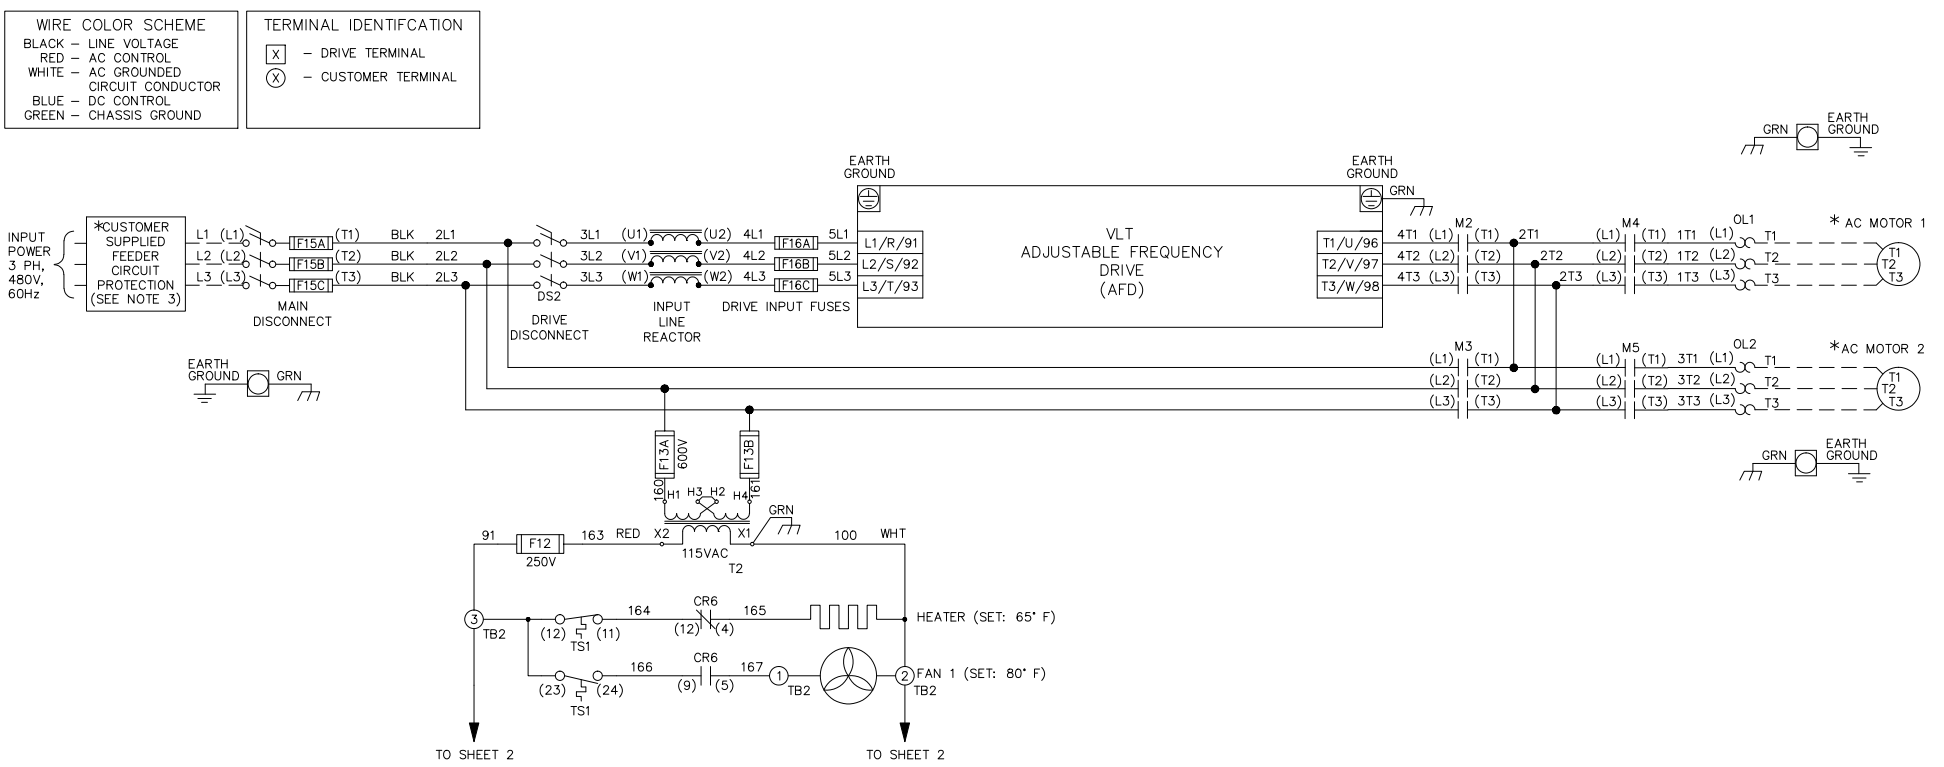 WIRE COLOR SCHEME
BLACK – LINE VOLTAGE
RED – AC CONTROL
WHITE – AC GROUNDED
CIRCUIT CONDUCTOR
BLUE – DC CONTROL
GREEN – CHASSIS GROUND
TERMINAL IDENTIFCATION
X – DRIVE TERMINAL
X – CUSTOMER TERMINAL
GRN
EARTH
GROUND
EARTH
GROUND
EARTH
GROUND
GRN
INPUT
POWER
3 PH,
480V,
60Hz
*CUSTOMER
SUPPLIED
FEEDER
CIRCUIT
PROTECTION
(SEE NOTE 3)
L1 (L1) F15A (T1) BLK 2L1 3L1 (U1) (U2) 4L1 F16A 5L1 L1/R/91
L2 (L2) F15B (T2) BLK 2L2 3L2 (V1) (V2) 4L2 F16B 5L2 L2/S/92
L3 (L3) F15C (T3) BLK 2L3 3L3 (W1) (W2) 4L3 F16C 5L3 L3/T/93
MAIN
DISCONNECT
DS2
DRIVE
DISCONNECT
INPUT
LINE
REACTOR
DRIVE INPUT FUSES
VLT
ADJUSTABLE FREQUENCY
DRIVE
(AFD)
M2 M4 OL1
* AC MOTOR 1
T1/U/96 4T1 (L1) (T1) 2T1 (L1) (T1) 1T1 (L1) T1
T2/V/97 4T2 (L2) (T2) 2T2 (L2) (T2) 1T2 (L2) T2
T3/W/98 4T3 (L3) (T3) 2T3 (L3) (T3) 1T3 (L3) T3
T1
T2
T3
M3 M5 OL2
*AC MOTOR 2
(L1) (T1) (L1) (T1) 3T1 (L1) T1
(L2) (T2) (L2) (T2) 3T2 (L2) T2
(L3) (T3) (L3) (T3) 3T3 (L3) T3
T1
T2
T3
EARTH
GROUND
GRN
GRN
EARTH
GROUND
F13A
600V
F13B
160
161
H1 H3 H2 H4
GRN
91 F12 163 RED X2 X1 100 WHT
250V
115VAC
T2
3
TB2
(12) (11)
TS1
164
CR6
(12) (4)
165
HEATER (SET: 65° F)
(23) (24)
TS1
166
CR6
(9) (5)
167
1
TB2
2
TB2
FAN 1 (SET: 80° F)
TO SHEET 2
TO SHEET 2